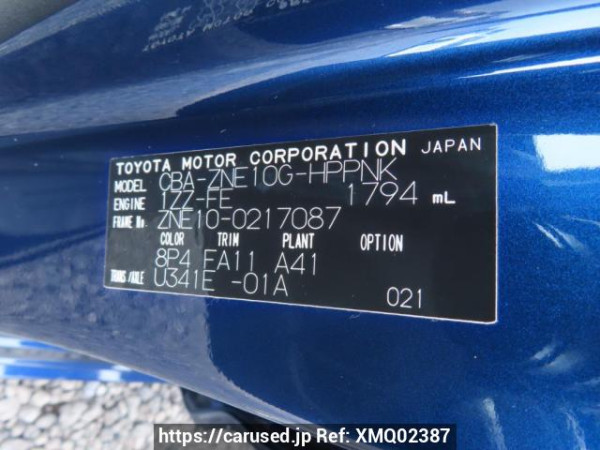 TOYOTA MOTOR CORPORATION JAPAN
MODEL CBA-ZNE10G-HPPNK
ENGINE 1ZZ-FE 1794 mL
FRAME No. ZNE10-0217087
COLOR TRIM PLANT OPTION
8P4 FA11 A41
TRANS/AXLE U341E -01A
021
https://carused.jp Ref: XMQ02387